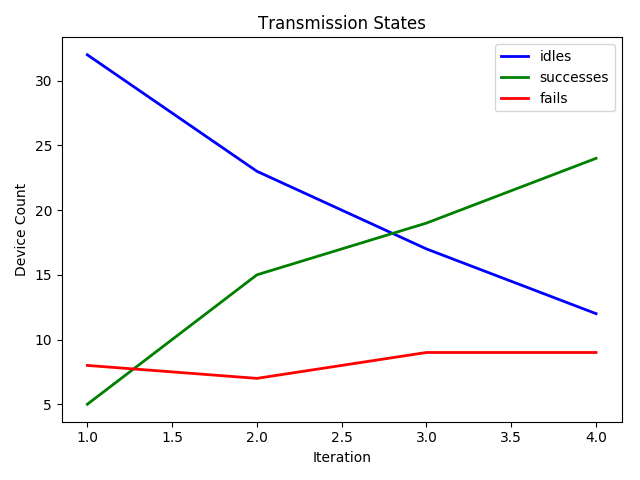 Transmission States
idles
successes
fails
Device Count
30
25
20
15
10
5
1.0 1.5 2.0 2.5 3.0 3.5 4.0
Iteration